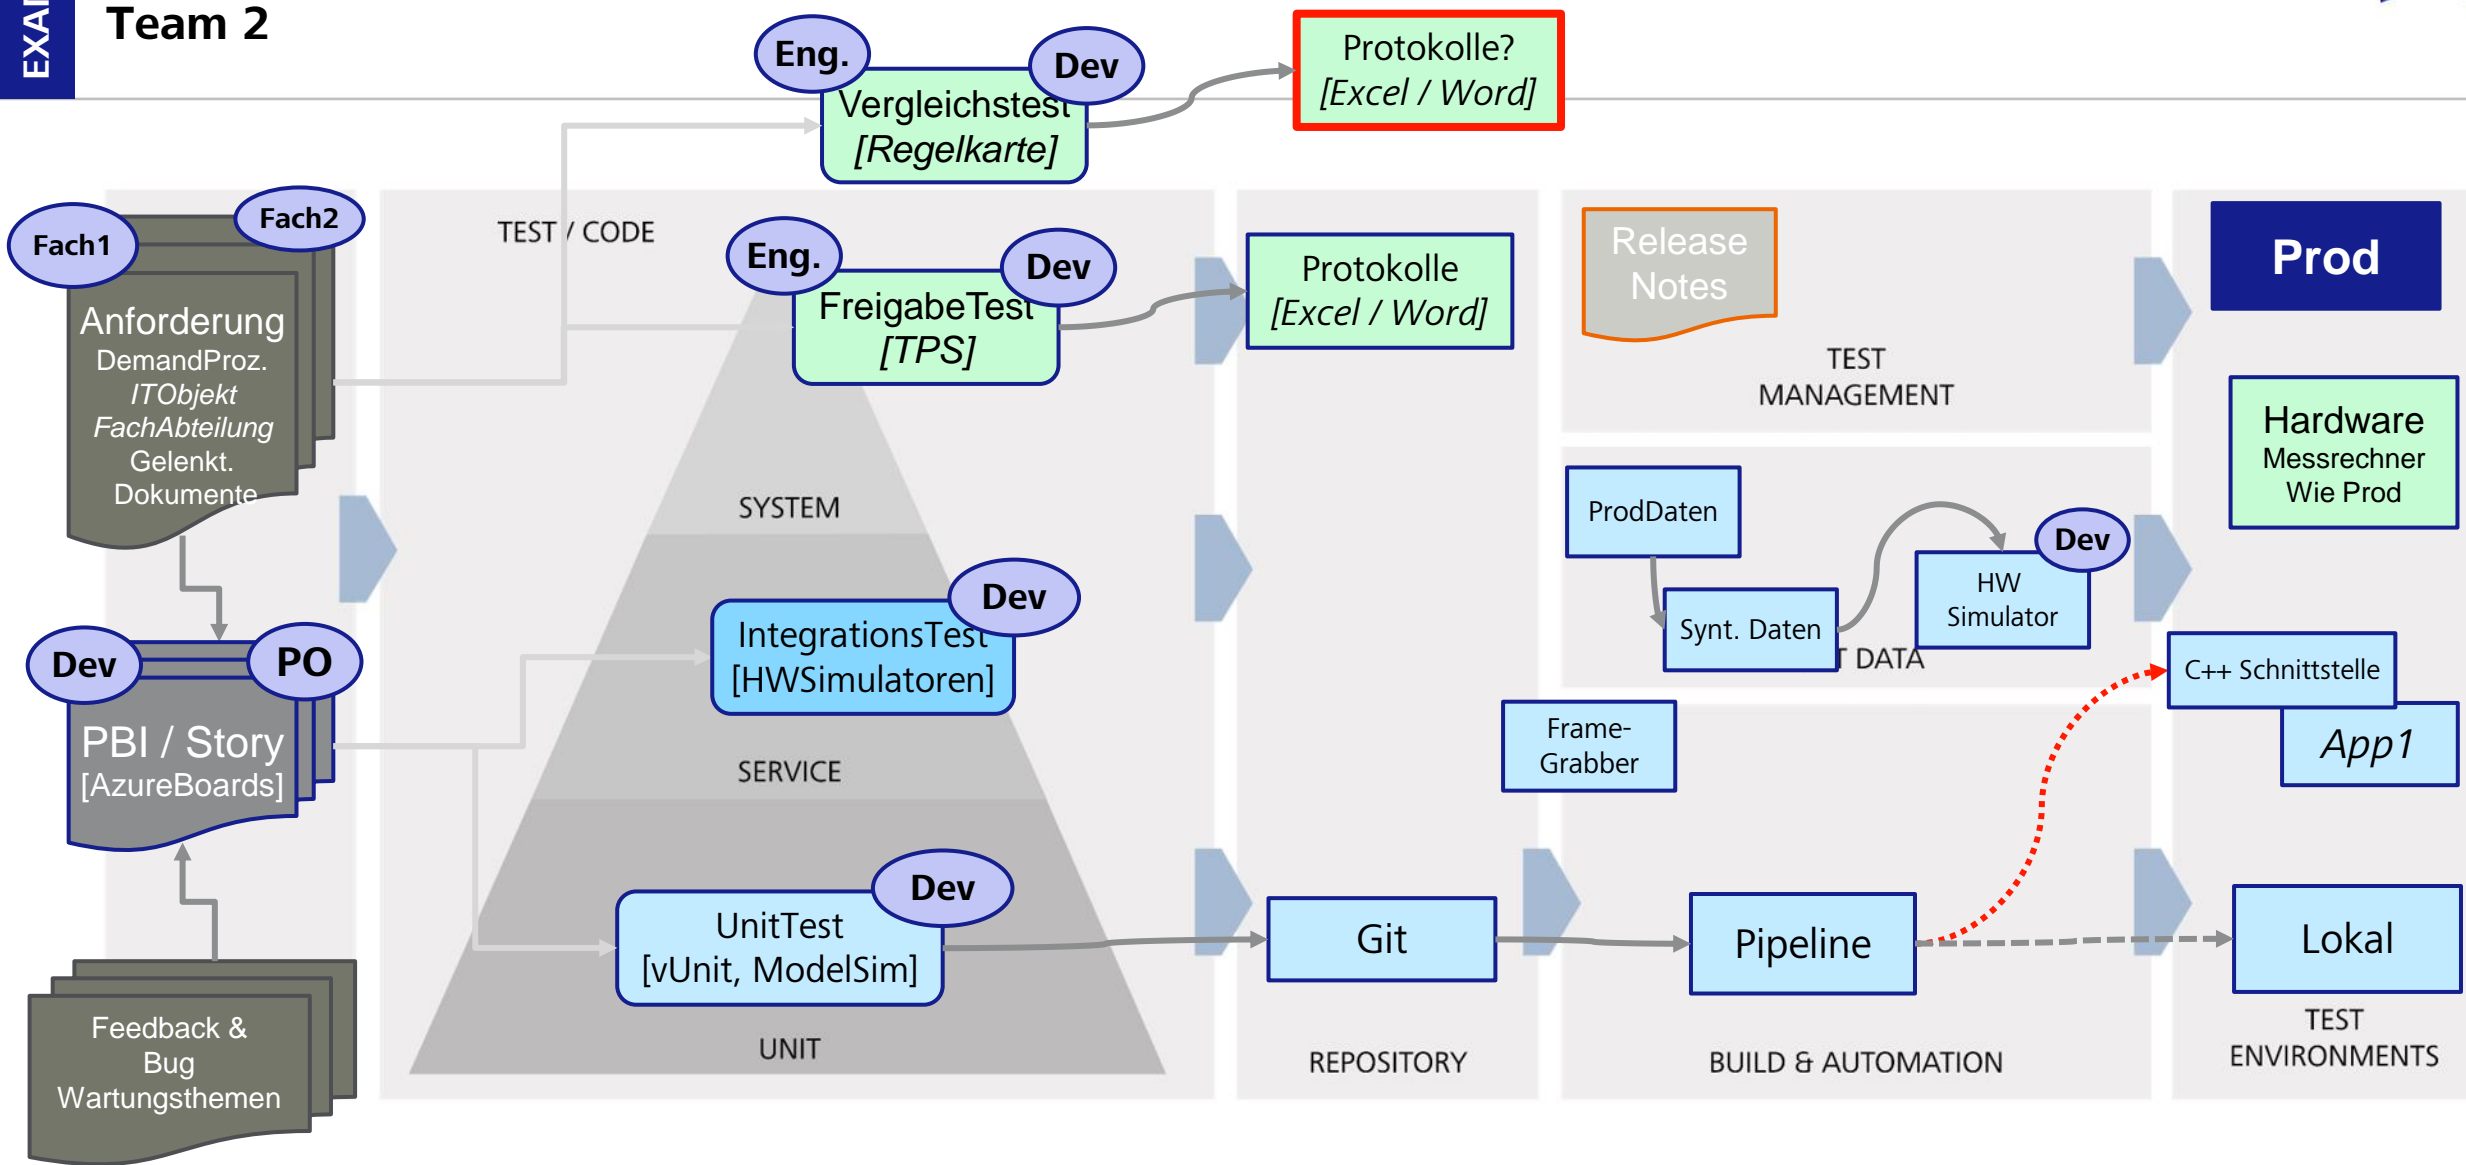 Team 2
Eng.
Dev
Vergleichstest
[Regelkarte]
Protokolle?
[Excel / Word]
Fach1
Fach2
Anforderung
DemandProz.
ITObjekt
FachAbteilung
Gelenkt.
Dokumente
TEST / CODE
Eng.
Dev
FreigabeTest
[TPS]
Protokolle
[Excel / Word]
Release
Notes
TEST
MANAGEMENT
Prod
Hardware
Messrechner
Wie Prod
SYSTEM
ProdDaten
Synt. Daten
Dev
HW
Simulator
DATA
Dev
IntegrationsTest
[HWSimulatoren]
SERVICE
Dev
PO
PBI / Story
[AzureBoards]
Frame-
Grabber
C++ Schnittstelle
App1
Dev
UnitTest
[vUnit, ModelSim]
UNIT
Git
REPOSITORY
Pipeline
BUILD & AUTOMATION
Lokal
TEST
ENVIRONMENTS
Feedback &
Bug
Wartungsthemen